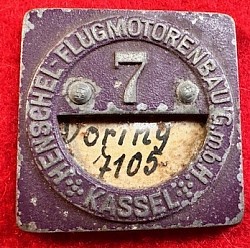 HENSCHEL-FLUGMOTORENBAU G.m.b.H.
7
Döring
7105
KASSEL